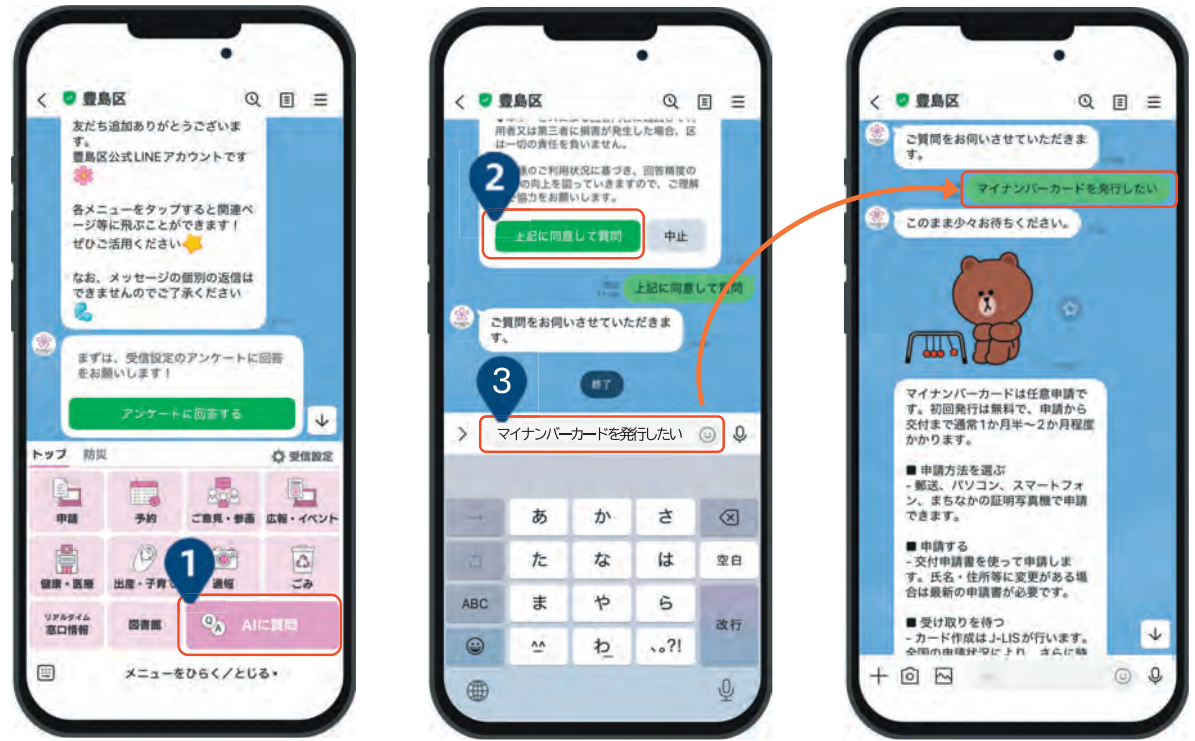 豊島区
友だち追加ありがとうございま
す。
豊島区公式LINEアカウントです
各メニューをタップすると関連ペ
ージ等に飛ぶことができます！
ぜひご活用ください
なお、メッセージの個別の返信は
できませんのでご了承ください
まずは、受信設定のアンケートに回答
をお願いします！
アンケートに回答する
トップ 防災 受信設定
申請 予約 ご意見・参画 広報・イベント
健康・医療 出産・子育て 通報 ごみ
1
リアルタイム
窓口情報 図書館 QA AIに質問
メニューをひらく／とじる
豊島区
用者又は第三者に損害が発生した場合、区
は一切の責任を負いません。
2
のご利用状況に基づき、回答精度の
の向上を図っていきますので、ご理解
協力をお願いします。
上記に同意して質問 中止
上記に同意して質問
ご質問をお伺いさせていただきま
す。
終了
3
マイナンバーカードを発行したい
あ か さ
た な は 空白
ABC ま や ら
改行
^^ わ 、。?!
豊島区
ご質問をお伺いさせていただきま
す。
マイナンバーカードを発行したい
このまま少々お待ちください。
マイナンバーカードは任意申請で
す。初回発行は無料で、申請から
交付まで通常1か月半～2か月程度
かかります。
■ 申請方法を選ぶ
- 郵送、パソコン、スマートフォ
ン、まちなかの証明写真機で申請
できます。
■ 申請する
- 交付申請書を使って申請しま
す。氏名・住所等に変更がある場
合は最新の申請書が必要です。
■ 受け取りを待つ
- カード作成はJ-LISが行います。
全国の申請状況により、さらに時